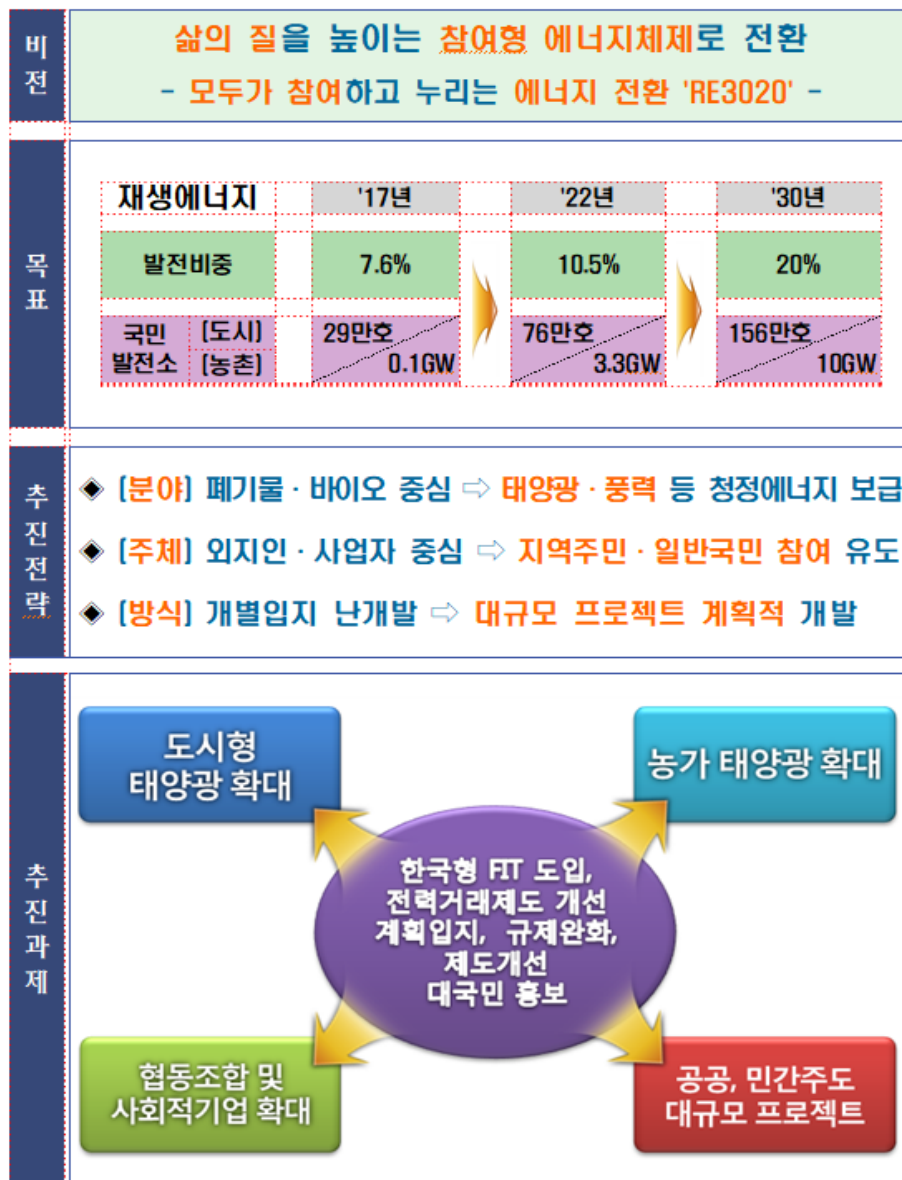 비전
삶의 질을 높이는 참여형 에너지체제로 전환
- 모두가 참여하고 누리는 에너지 전환 'RE3020' -
목표
재생에너지 '17년 '22년 '30년
발전비중 7.6% 10.5% 20%
국민 [도시] 29만호 76만호 156만호
발전소 [농촌] 0.1GW 3.3GW 10GW
추진전략
◈ [분야] 폐기물·바이오 중심 ⇨ 태양광·풍력 등 청정에너지 보급
◈ [주체] 외지인·사업자 중심 ⇨ 지역주민·일반국민 참여 유도
◈ [방식] 개별입지 난개발 ⇨ 대규모 프로젝트 계획적 개발
추진과제
도시형
태양광 확대
농가 태양광 확대
한국형 FIT 도입,
전력거래제도 개선
계획입지, 규제완화,
제도개선
대국민 홍보
협동조합 및
사회적기업 확대
공공, 민간주도
대규모 프로젝트